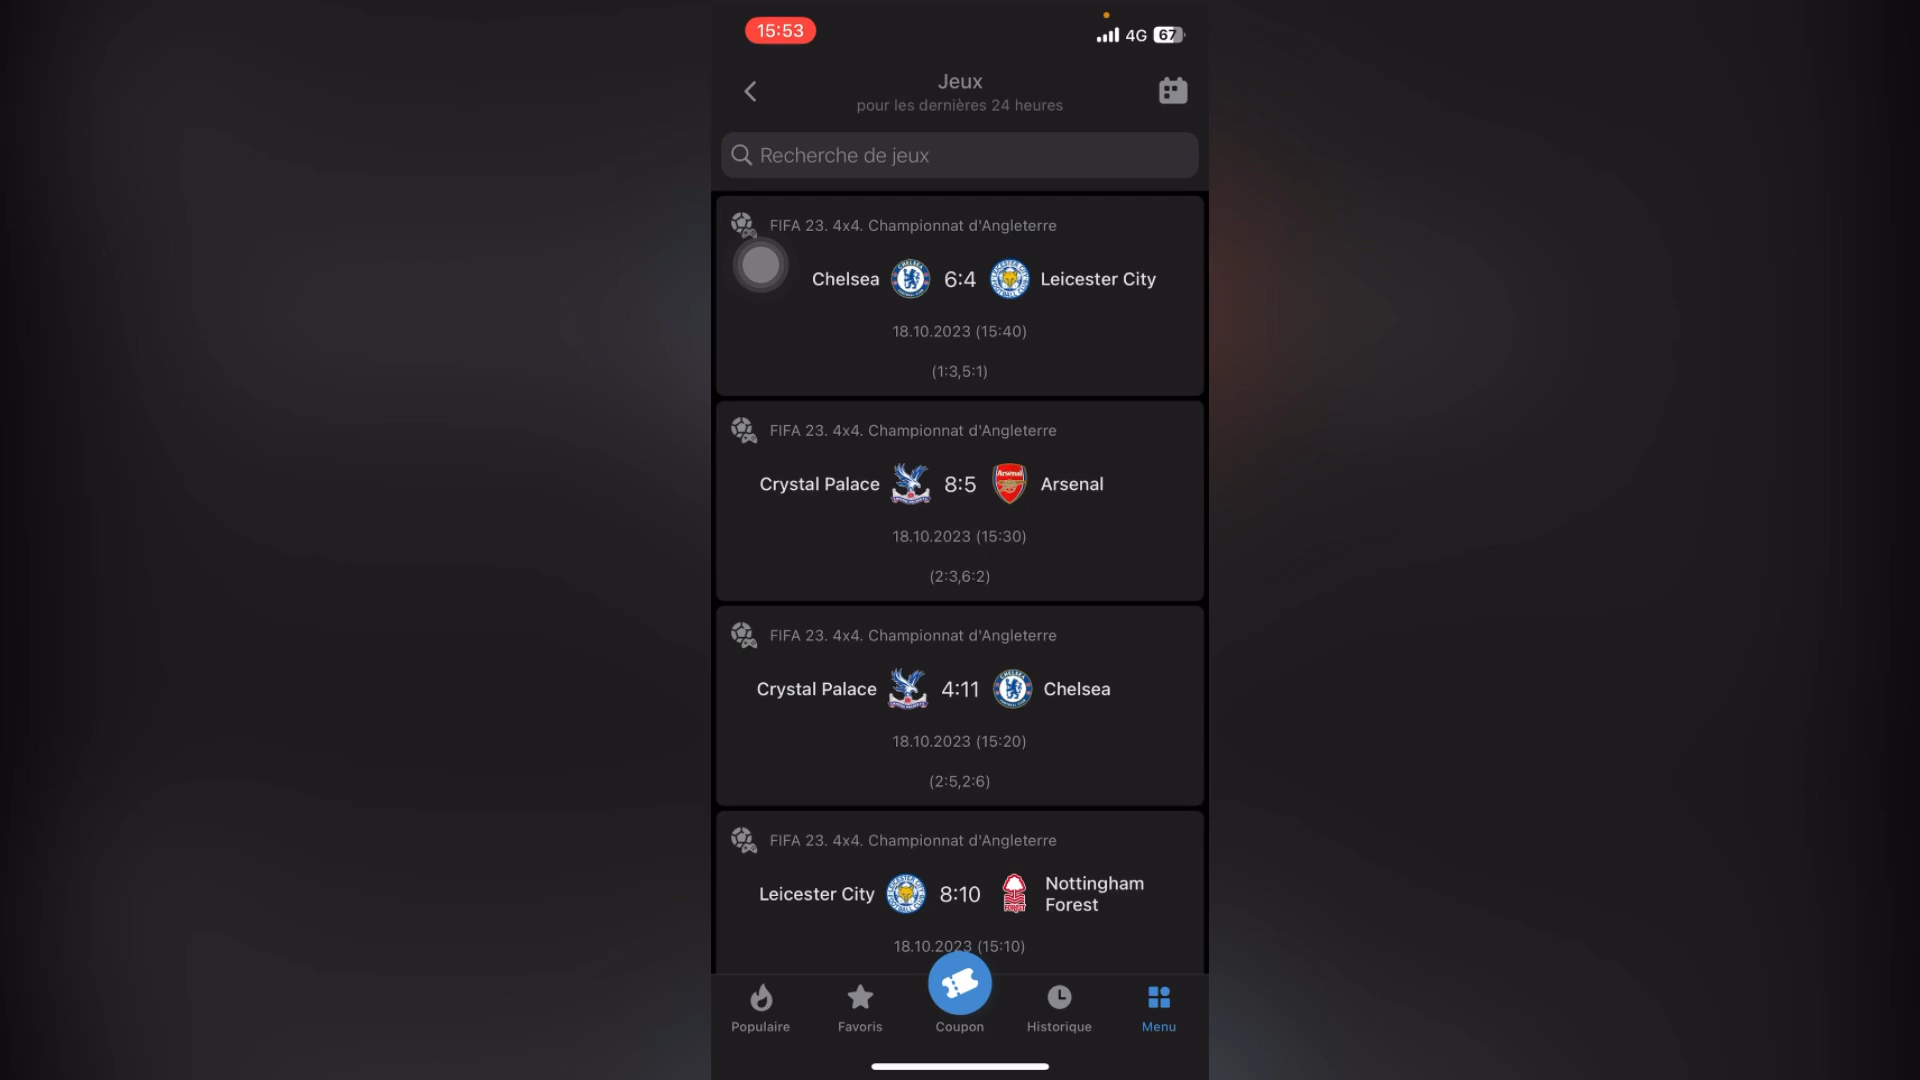 15:53
4G 67
Jeux
pour les dernières 24 heures
Recherche de jeux
FIFA 23. 4x4. Championnat d'Angleterre
Chelsea 6:4 Leicester City
18.10.2023 (15:40)
(1:3,5:1)
FIFA 23. 4x4. Championnat d'Angleterre
Crystal Palace 8:5 Arsenal
18.10.2023 (15:30)
(2:3,6:2)
FIFA 23. 4x4. Championnat d'Angleterre
Crystal Palace 4:11 Chelsea
18.10.2023 (15:20)
(2:5,2:6)
FIFA 23. 4x4. Championnat d'Angleterre
Leicester City 8:10 Nottingham
Forest
18.10.2023 (15:10)
Populaire Favoris Coupon Historique Menu